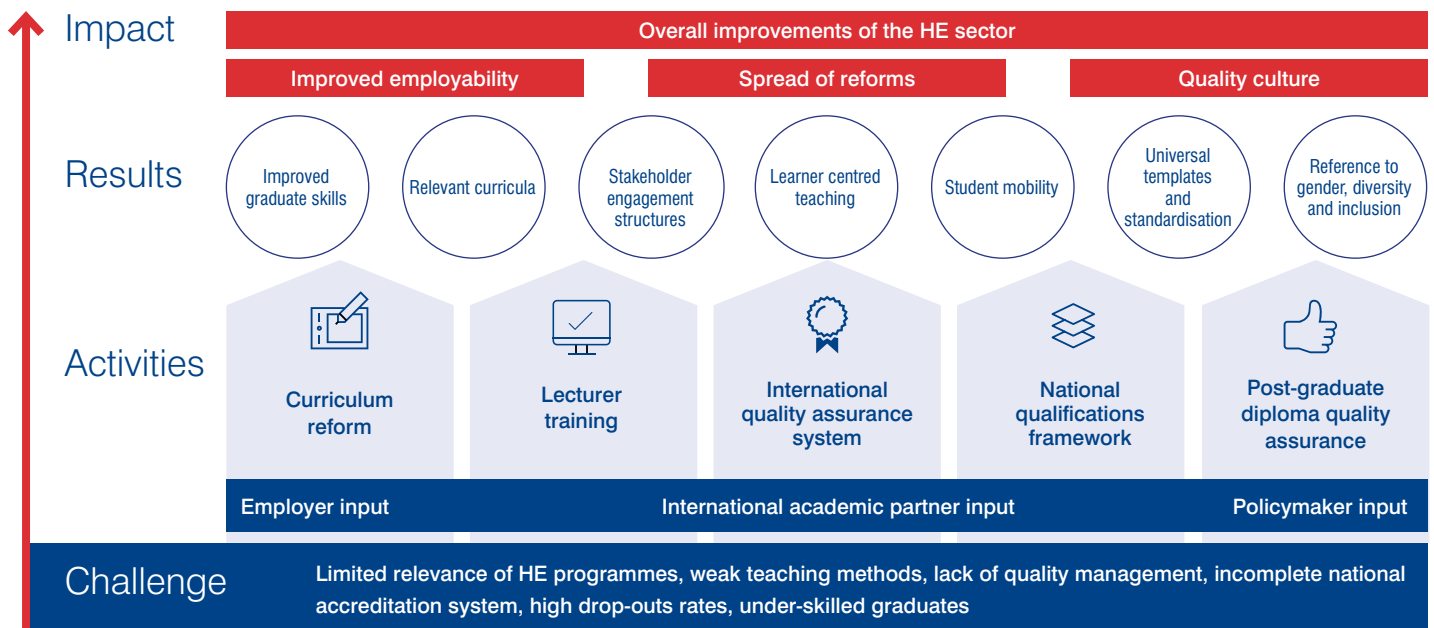 Impact
Overall improvements of the HE sector
Improved employability
Spread of reforms
Quality culture
Results
Improved
graduate skills
Relevant curricula
Stakeholder
engagement
structures
Learner centred
teaching
Student mobility
Universal
templates
and
standardisation
Reference to
gender, diversity
and inclusion
Activities
Curriculum
reform
Lecturer
training
International
quality assurance
system
National
qualifications
framework
Post-graduate
diploma quality
assurance
Employer input
International academic partner input
Policymaker input
Challenge
Limited relevance of HE programmes, weak teaching methods, lack of quality management, incomplete national
accreditation system, high drop-outs rates, under-skilled graduates